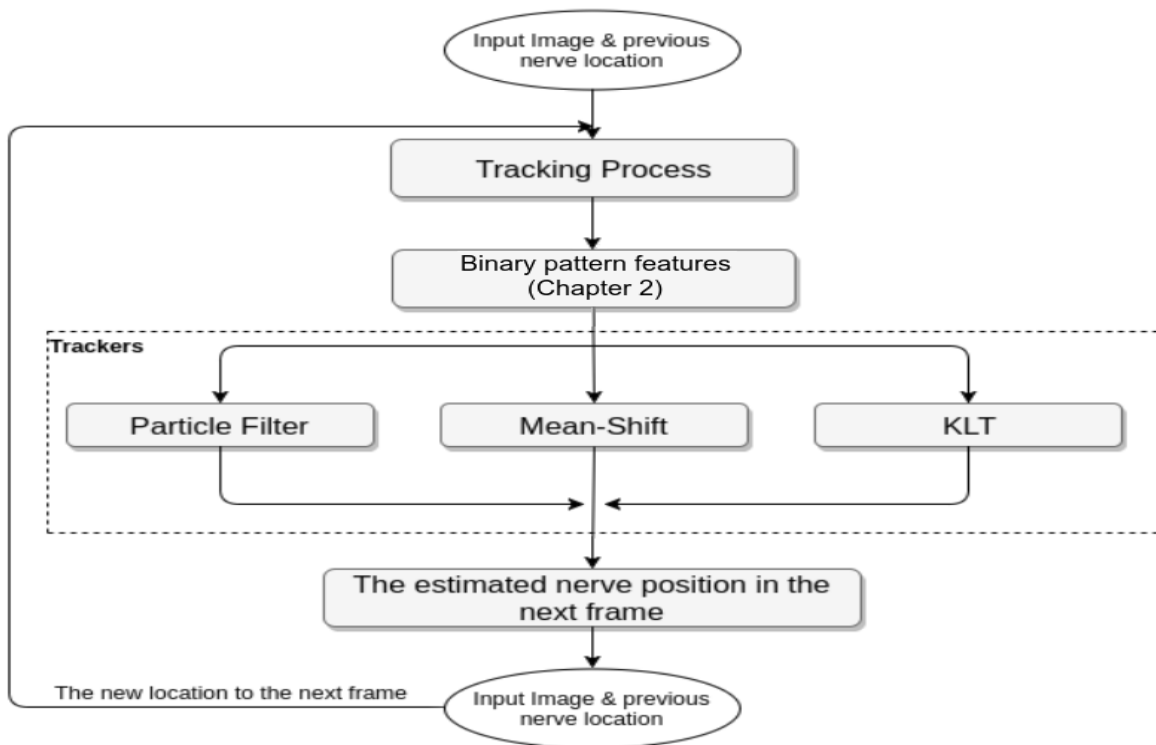 Input Image & previous
nerve location
Tracking Process
Binary pattern features
(Chapter 2)
Trackers
Particle Filter
Mean-Shift
KLT
The estimated nerve position in the
next frame
The new location to the next frame
Input Image & previous
nerve location